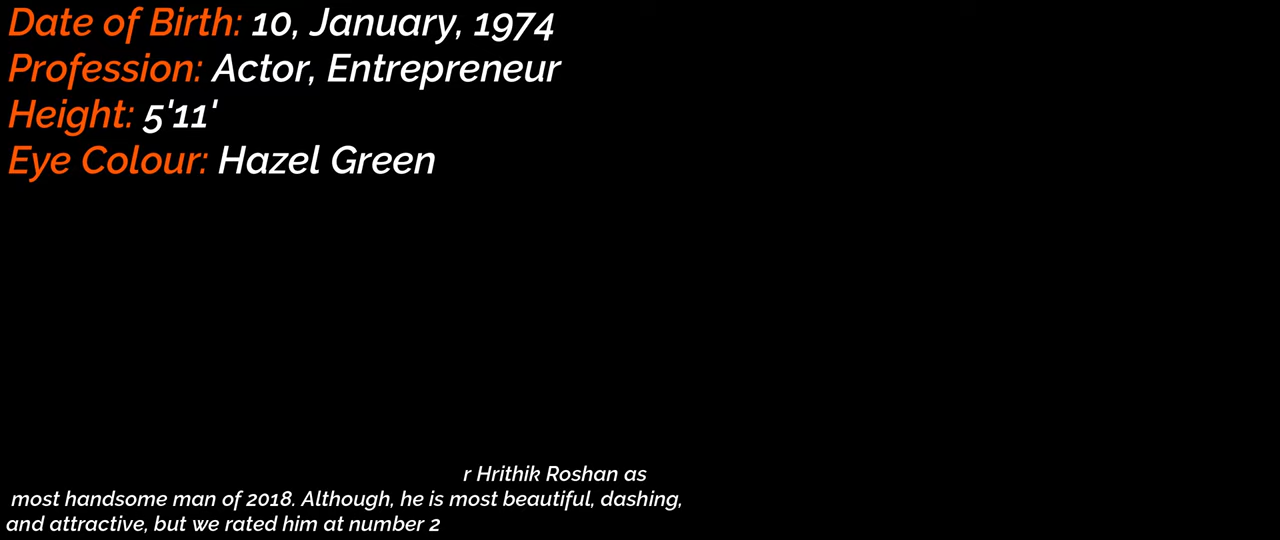 Date of Birth: 10, January, 1974
Profession: Actor, Entrepreneur
Height: 5'11'
Eye Colour: Hazel Green
r Hrithik Roshan as
most handsome man of 2018. Although, he is most beautiful, dashing,
and attractive, but we rated him at number 2